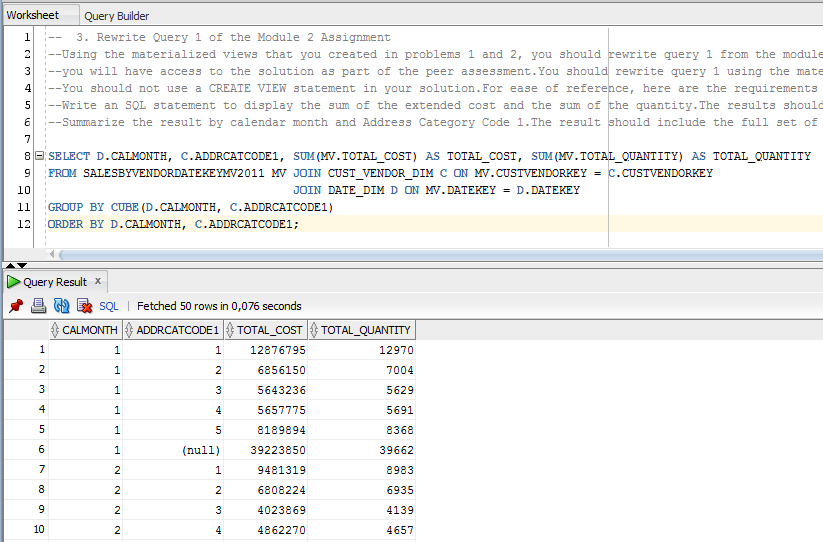 Worksheet Query Builder
1 -- 3. Rewrite Query 1 of the Module 2 Assignment
2 --Using the materialized views that you created in problems 1 and 2, you should rewrite query 1 from the module
3 --you will have access to the solution as part of the peer assessment.You should rewrite query 1 using the mate
4 --You should not use a CREATE VIEW statement in your solution.For ease of reference, here are the requirements
5 --Write an SQL statement to display the sum of the extended cost and the sum of the quantity.The results should
6 --Summarize the result by calendar month and Address Category Code 1.The result should include the full set of
7
8 SELECT D.CALMONTH, C.ADDRCATCODE1, SUM(MV.TOTAL_COST) AS TOTAL_COST, SUM(MV.TOTAL_QUANTITY) AS TOTAL_QUANTITY
9 FROM SALESBYVENDORDATEKEYMV2011 MV JOIN CUST_VENDOR_DIM C ON MV.CUSTVENDORKEY = C.CUSTVENDORKEY
10 JOIN DATE_DIM D ON MV.DATEKEY = D.DATEKEY
11 GROUP BY CUBE(D.CALMONTH, C.ADDRCATCODE1)
12 ORDER BY D.CALMONTH, C.ADDRCATCODE1;
Query Result x
SQL | Fetched 50 rows in 0,076 seconds
CALMONTH ADDRCATCODE1 TOTAL_COST TOTAL_QUANTITY
1 1 1 12876795 12970
2 1 2 6856150 7004
3 1 3 5643236 5629
4 1 4 5657775 5691
5 1 5 8189894 8368
6 1 (null) 39223850 39662
7 2 1 9481319 8983
8 2 2 6808224 6935
9 2 3 4023869 4139
10 2 4 4862270 4657